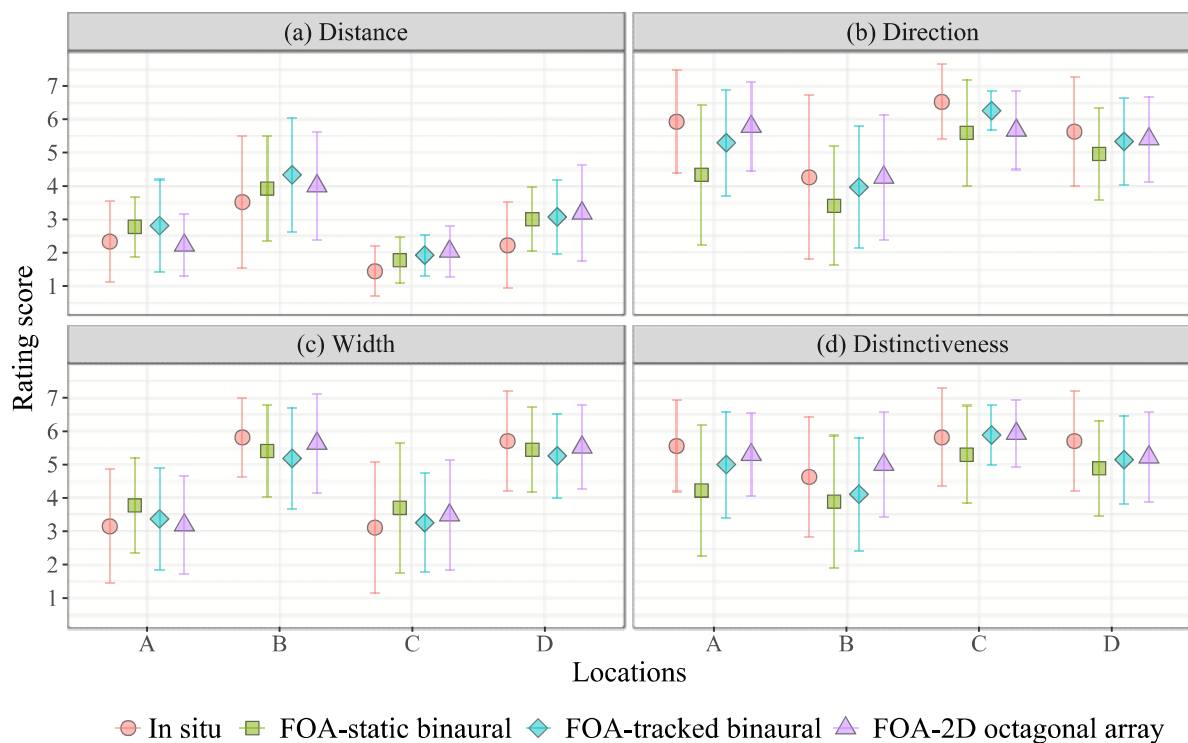 (a) Distance
(b) Direction
7
6
5
4
3
2
1
Rating score
(c) Width
(d) Distinctiveness
7
6
5
4
3
2
1
A B C D A B C D
Locations
In situ FOA-static binaural FOA-tracked binaural FOA-2D octagonal array